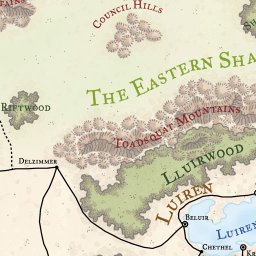 COUNCIL HILLS
THE EASTERN SHA
RIFTWOOD
TOADSQUAT MOUNTAINS
DELZIMMER
LLUIRWOOD
LUIREN
BELUIR
LUIREN
CHETHEL